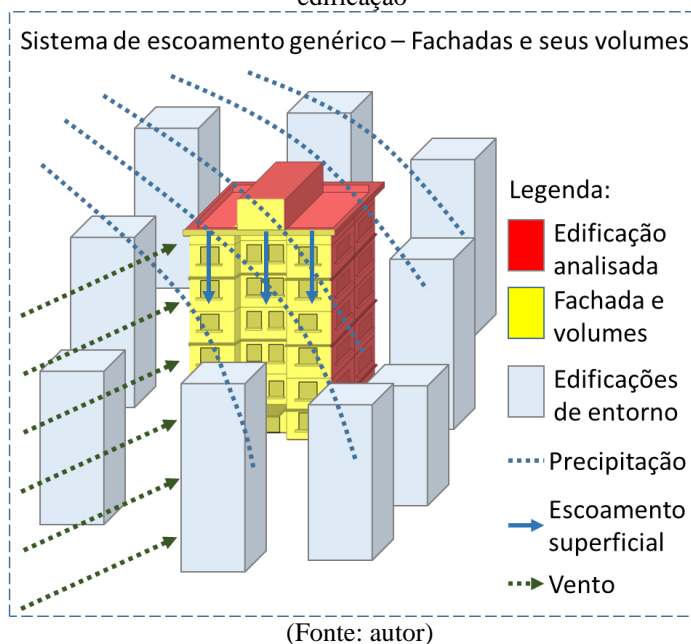 edificação
Sistema de escoamento genérico – Fachadas e seus volumes
Legenda:
Edificação
analisada
Fachada e
volumes
Edificações
de entorno
Precipitação
Escoamento
superficial
Vento
(Fonte: autor)